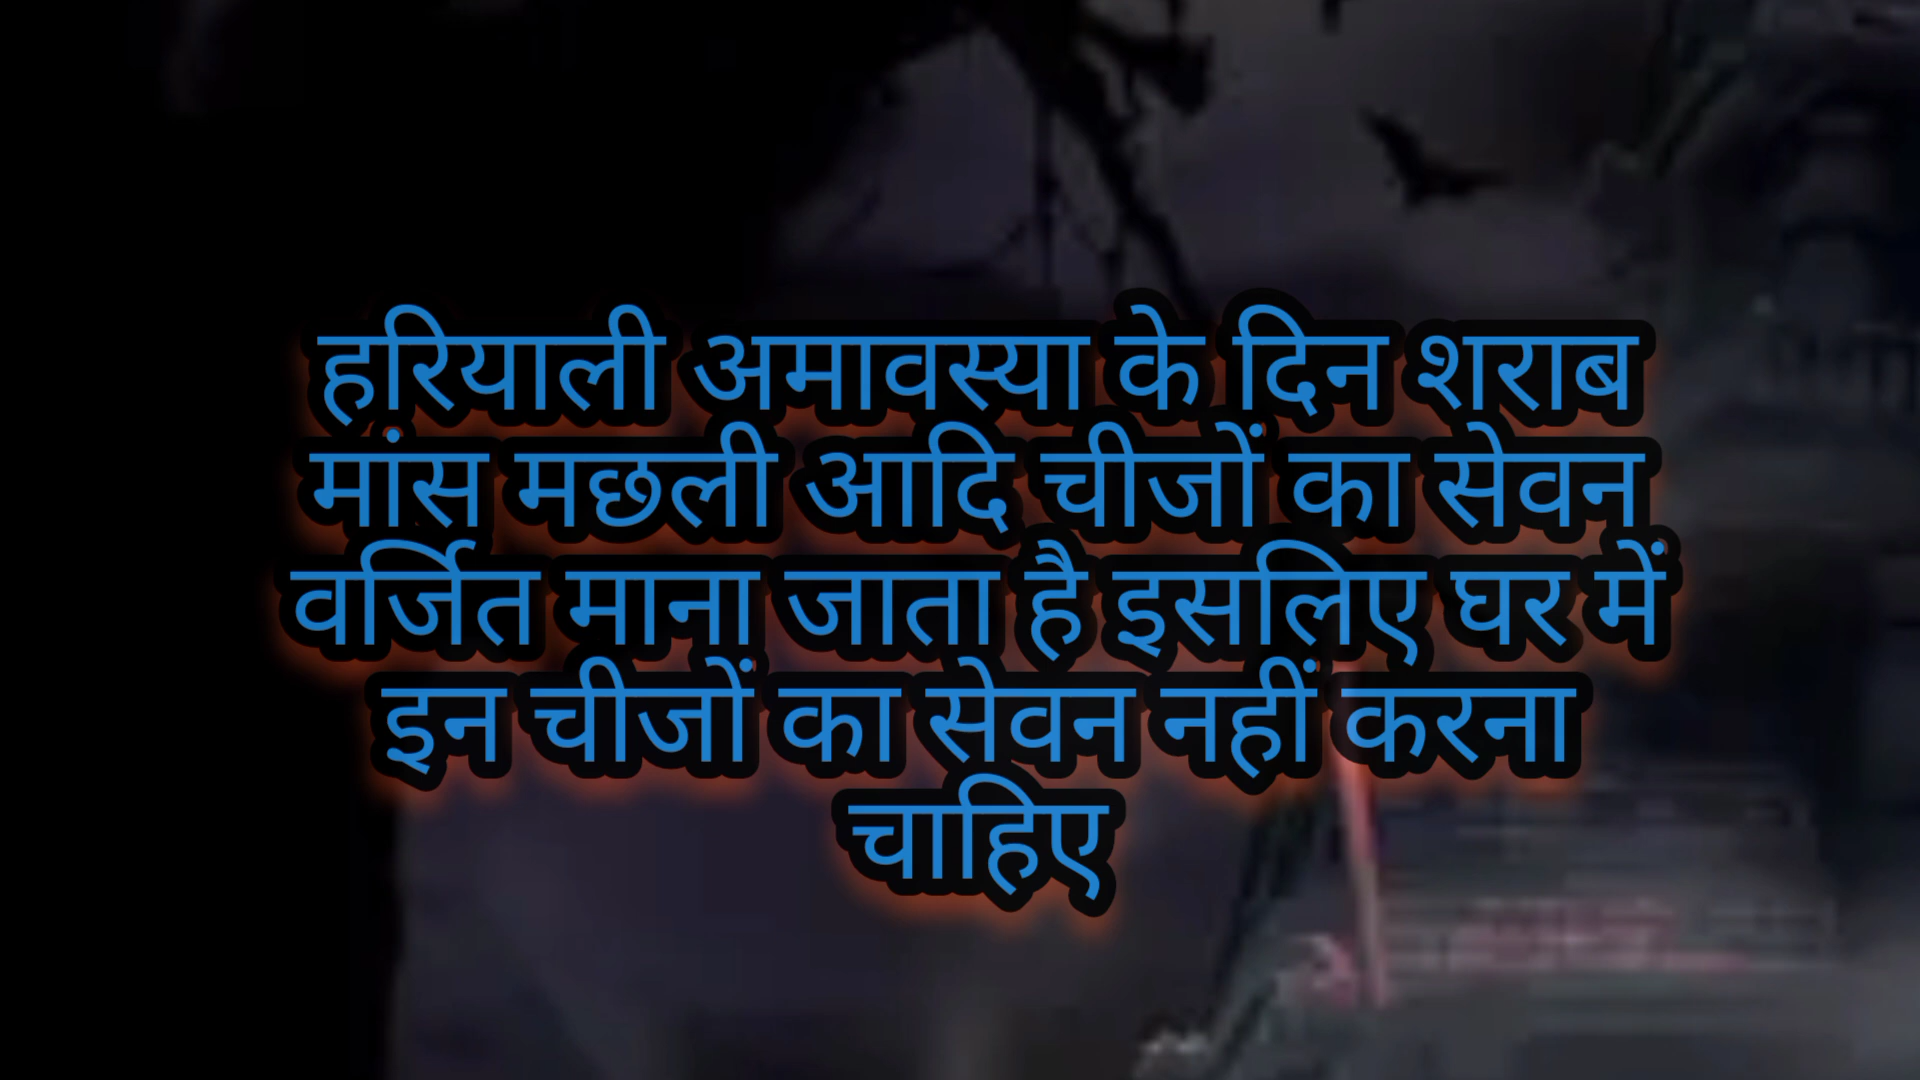 हरियाली अमावस्या के दिन शराब
मांस मछली आदि चीजों का सेवन
वर्जित माना जाता है इसलिए घर में
इन चीजों का सेवन नहीं करना
चाहिए